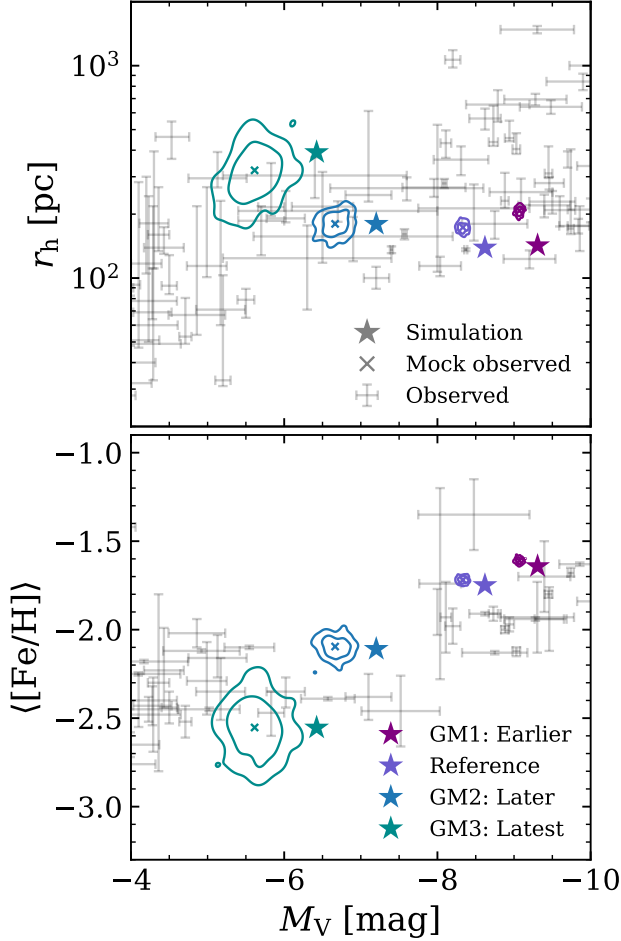 10³
10²
r_h [pc]
Simulation
Mock observed
Observed
−1.0
−1.5
−2.0
−2.5
−3.0
⟨[Fe/H]⟩
GM1: Earlier
Reference
GM2: Later
GM3: Latest
−4
−6
−8
−10
M_V [mag]